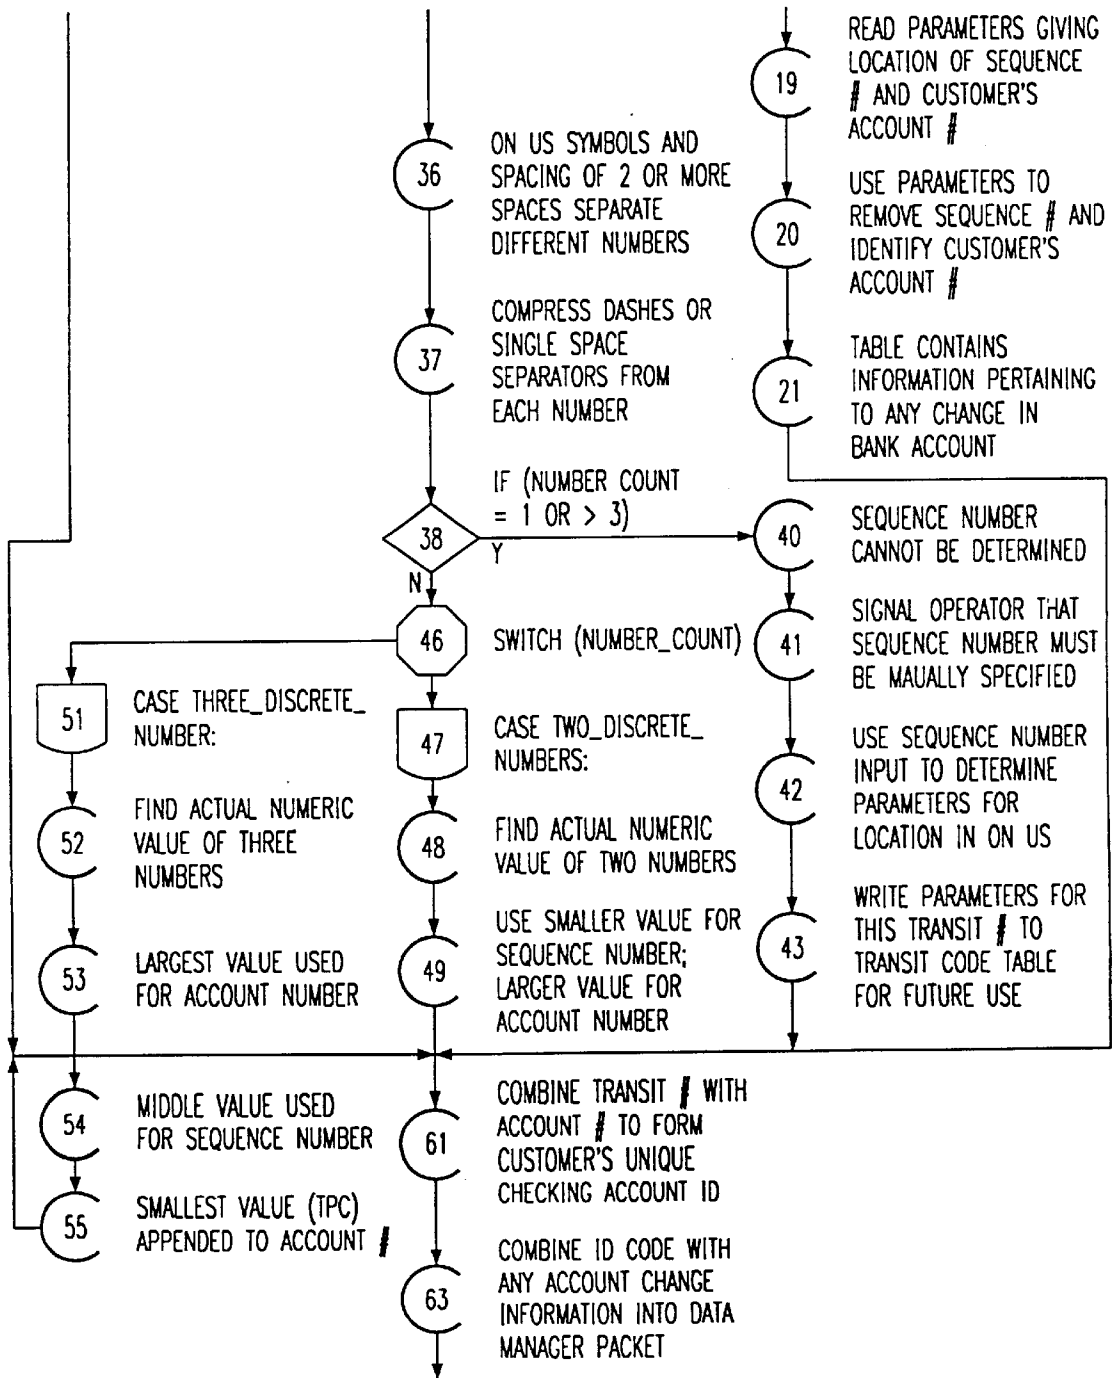 19
READ PARAMETERS GIVING
LOCATION OF SEQUENCE
# AND CUSTOMER'S
ACCOUNT #
36
ON US SYMBOLS AND
SPACING OF 2 OR MORE
SPACES SEPARATE
DIFFERENT NUMBERS
20
USE PARAMETERS TO
REMOVE SEQUENCE # AND
IDENTIFY CUSTOMER'S
ACCOUNT #
37
COMPRESS DASHES OR
SINGLE SPACE
SEPARATORS FROM
EACH NUMBER
21
TABLE CONTAINS
INFORMATION PERTAINING
TO ANY CHANGE IN
BANK ACCOUNT
38
IF (NUMBER COUNT
= 1 OR > 3)
Y
N
40
SEQUENCE NUMBER
CANNOT BE DETERMINED
46
SWITCH (NUMBER_COUNT)
41
SIGNAL OPERATOR THAT
SEQUENCE NUMBER MUST
BE MAUALLY SPECIFIED
51
CASE THREE_DISCRETE_
NUMBER:
47
CASE TWO_DISCRETE_
NUMBERS:
42
USE SEQUENCE NUMBER
INPUT TO DETERMINE
PARAMETERS FOR
LOCATION IN ON US
52
FIND ACTUAL NUMERIC
VALUE OF THREE
NUMBERS
48
FIND ACTUAL NUMERIC
VALUE OF TWO NUMBERS
43
WRITE PARAMETERS FOR
THIS TRANSIT # TO
TRANSIT CODE TABLE
FOR FUTURE USE
53
LARGEST VALUE USED
FOR ACCOUNT NUMBER
49
USE SMALLER VALUE FOR
SEQUENCE NUMBER;
LARGER VALUE FOR
ACCOUNT NUMBER
54
MIDDLE VALUE USED
FOR SEQUENCE NUMBER
61
COMBINE TRANSIT # WITH
ACCOUNT # TO FORM
CUSTOMER'S UNIQUE
CHECKING ACCOUNT ID
55
SMALLEST VALUE (TPC)
APPENDED TO ACCOUNT #
63
COMBINE ID CODE WITH
ANY ACCOUNT CHANGE
INFORMATION INTO DATA
MANAGER PACKET